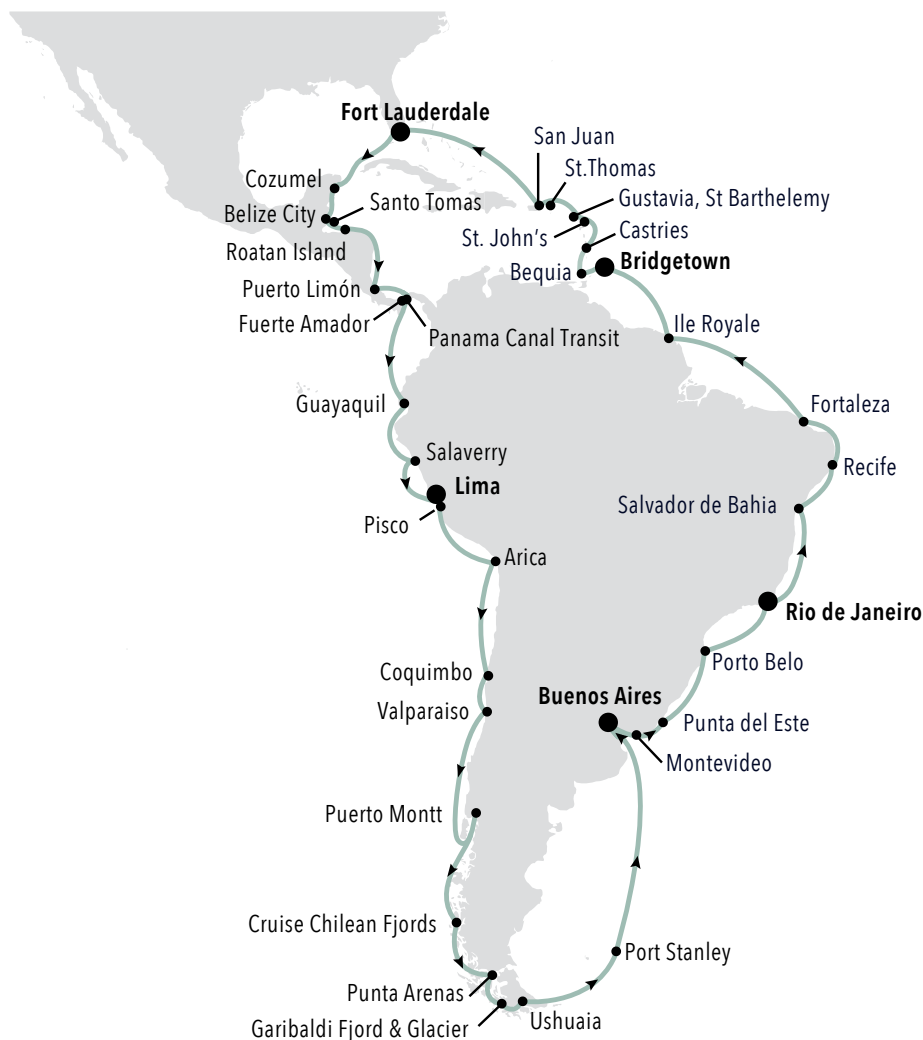 Fort Lauderdale
San Juan
St.Thomas
Cozumel
Gustavia, St Barthelemy
Belize City
Santo Tomas
St. John's
Castries
Roatan Island
Bequia
Bridgetown
Puerto Limón
Fuerte Amador
Panama Canal Transit
Ile Royale
Guayaquil
Fortaleza
Salaverry
Recife
Lima
Salvador de Bahia
Pisco
Arica
Rio de Janeiro
Porto Belo
Coquimbo
Buenos Aires
Valparaiso
Punta del Este
Montevideo
Puerto Montt
Cruise Chilean Fjords
Port Stanley
Punta Arenas
Ushuaia
Garibaldi Fjord & Glacier